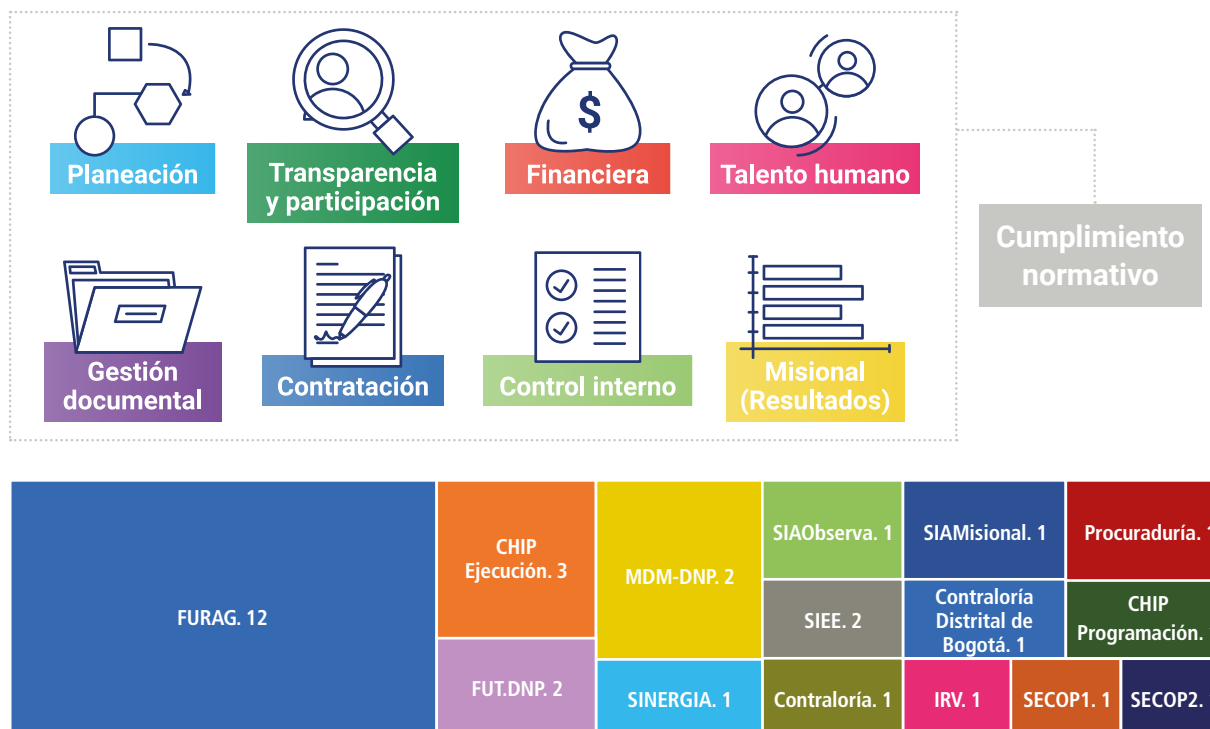 $
Planeación
Transparencia
y participación
Financiera
Talento humano
Cumplimiento
normativo
Gestión
documental
Contratación
Control interno
Misional
(Resultados)
FURAG. 12
CHIP
Ejecución. 3
FUT.DNP. 2
MDM-DNP. 2
SINERGIA. 1
SIAObserva. 1
SIEE. 2
Contraloría. 1
SIAMisional. 1
Contraloría
Distrital de
Bogotá. 1
IRV. 1
SECOP1. 1
Procuraduría.
CHIP
Programación.
SECOP2.